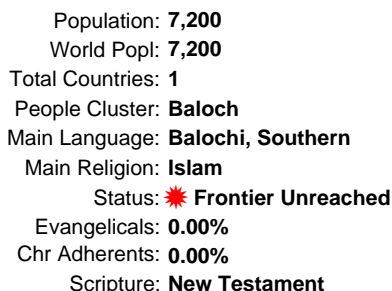 Population: 7,200
World Popl: 7,200
Total Countries: 1
People Cluster: Baloch
Main Language: Balochi, Southern
Main Religion: Islam
Status: Frontier Unreached
Evangelicals: 0.00%
Chr Adherents: 0.00%
Scripture: New Testament